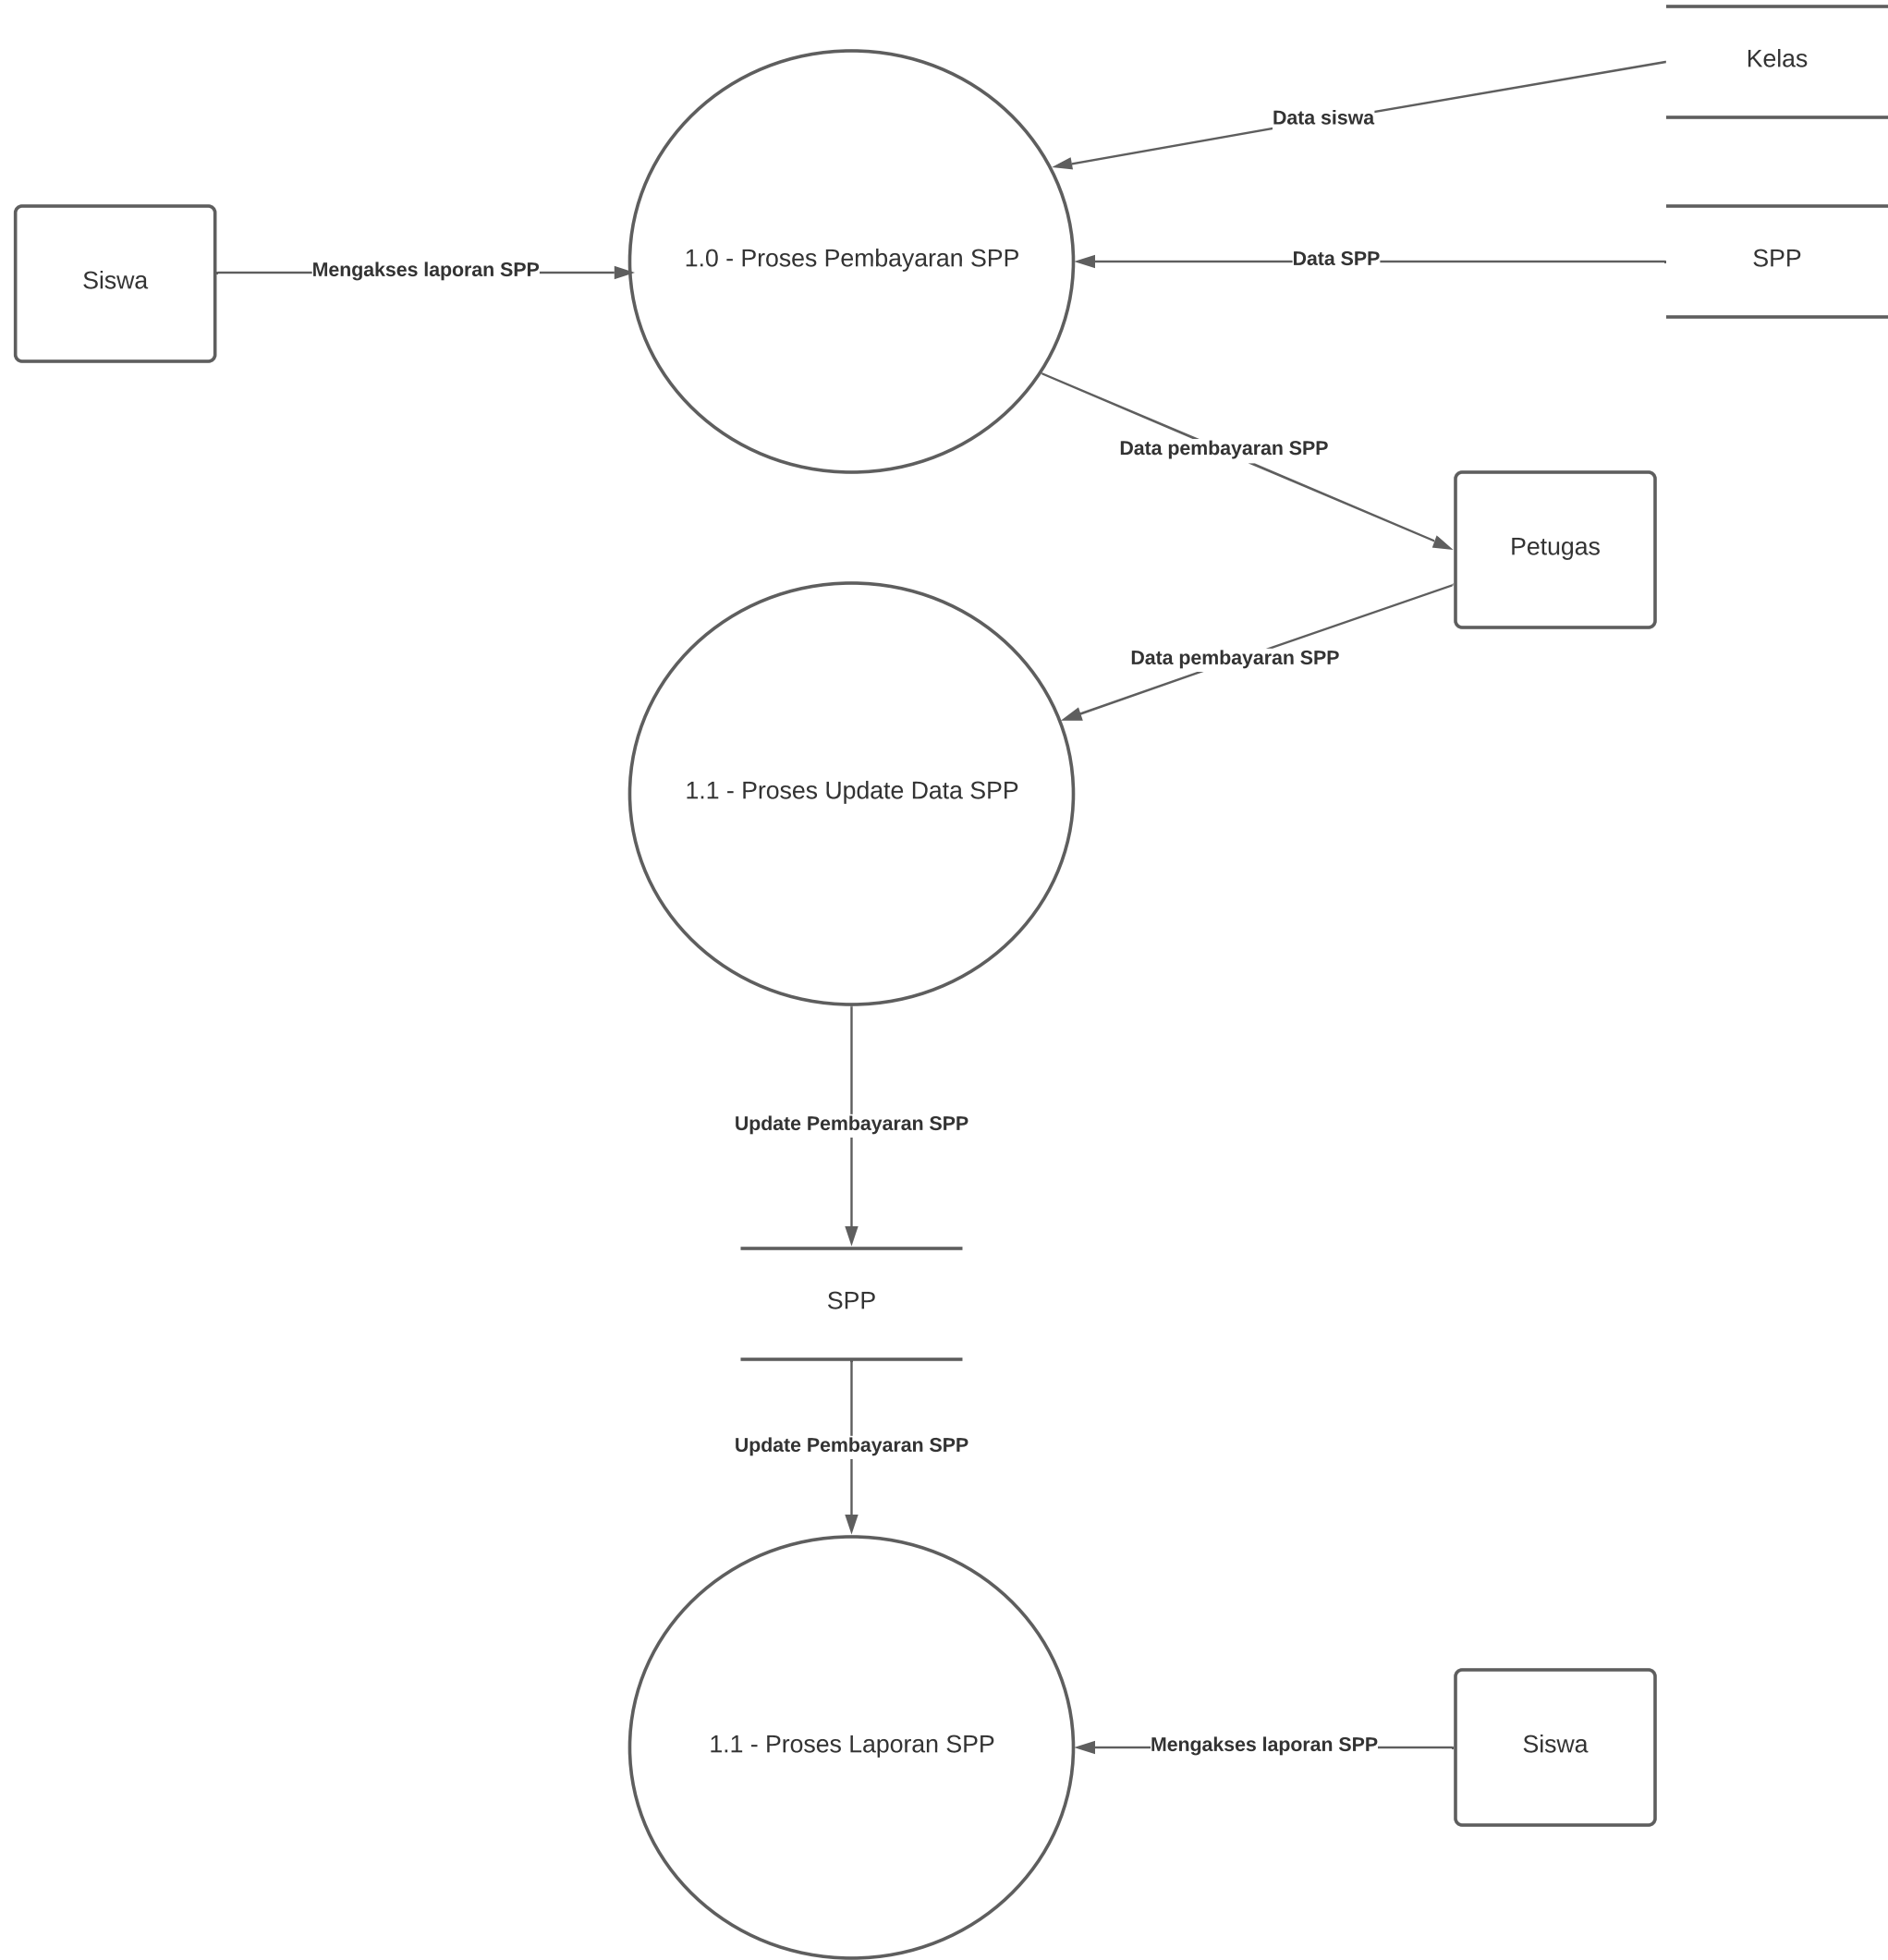 Kelas
Data siswa
Siswa
Mengakses laporan SPP
1.0 - Proses Pembayaran SPP
Data SPP
SPP
Data pembayaran SPP
Petugas
Data pembayaran SPP
1.1 - Proses Update Data SPP
Update Pembayaran SPP
SPP
Update Pembayaran SPP
1.1 - Proses Laporan SPP
Mengakses laporan SPP
Siswa